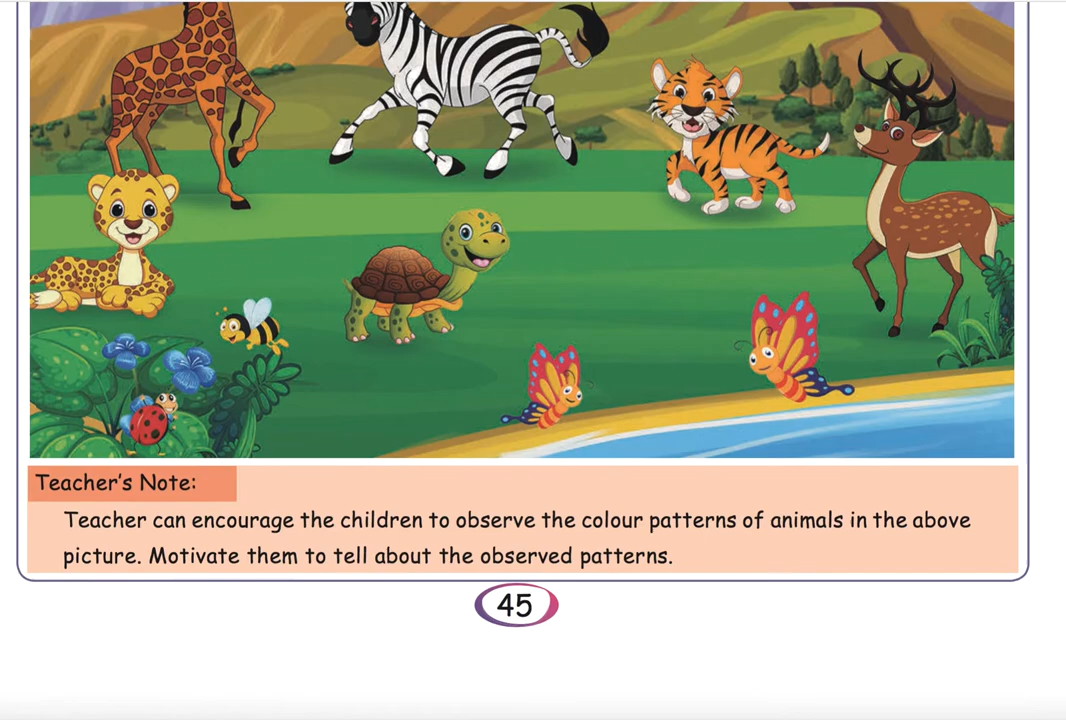 Teacher's Note:
Teacher can encourage the children to observe the colour patterns of animals in the above
picture. Motivate them to tell about the observed patterns.
45